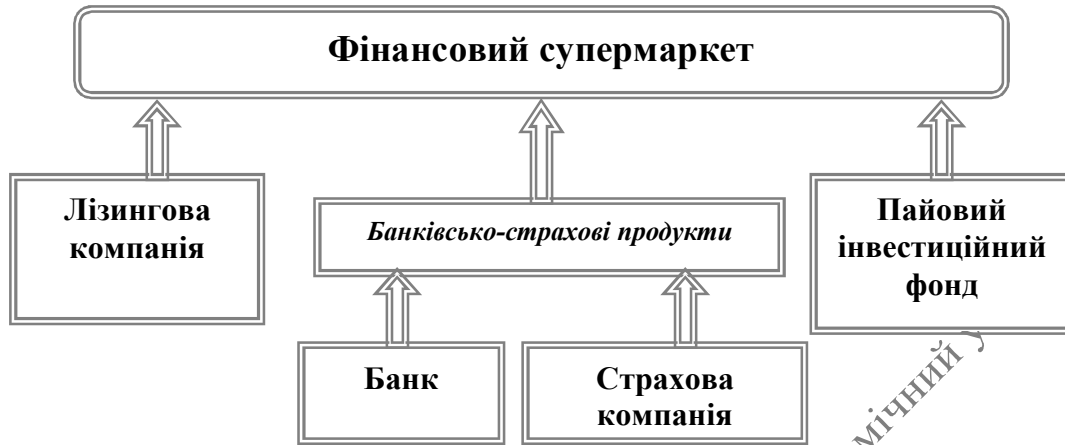 Фінансовий супермаркет
Лізингова
компанія
Банківсько-страхові продукти
Пайовий
інвестиційний
фонд
Банк
Страхова
компанія